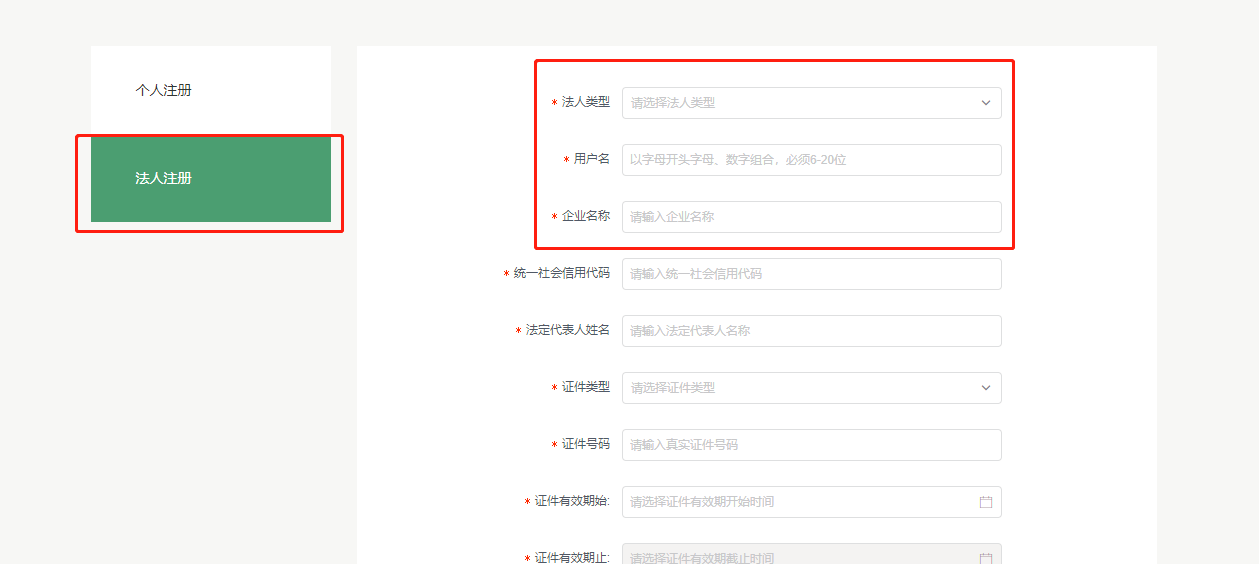 个人注册
法人注册
* 法人类型 请选择法人类型
* 用户名 以字母开头字母、数字组合，必须6-20位
* 企业名称 请输入企业名称
* 统一社会信用代码 请输入统一社会信用代码
* 法定代表人姓名 请输入法定代表人名称
* 证件类型 请选择证件类型
* 证件号码 请输入真实证件号码
* 证件有效期始: 请选择证件有效期开始时间
* 证件有效期止: 请选择证件有效期截止时间